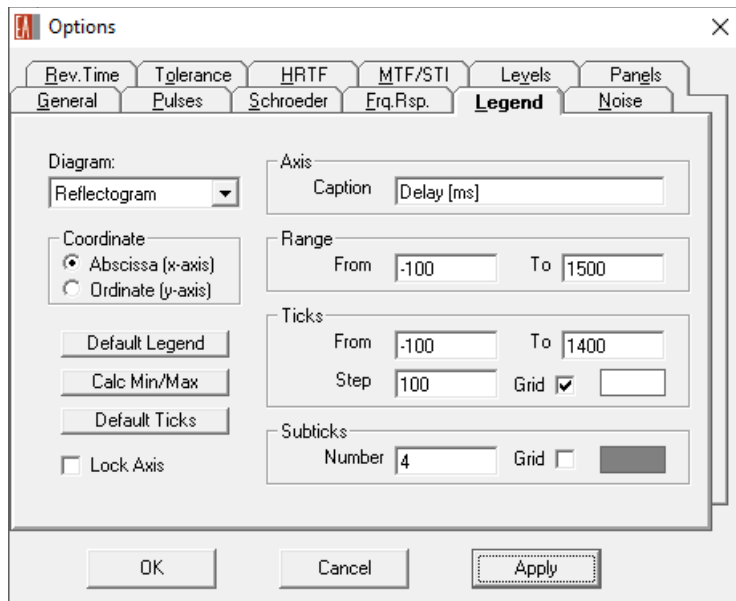 EA Options
Rev.Time Tolerance HRTF MTF/STI Levels Panels
General Pulses Schroeder Frq.Rsp. Legend Noise
Diagram:
Reflectogram
Coordinate
Abscissa (x-axis)
Ordinate (y-axis)
Default Legend
Calc Min/Max
Default Ticks
Lock Axis
Axis
Caption Delay [ms]
Range
From -100 To 1500
Ticks
From -100 To 1400
Step 100 Grid
Subticks
Number 4 Grid
OK Cancel Apply